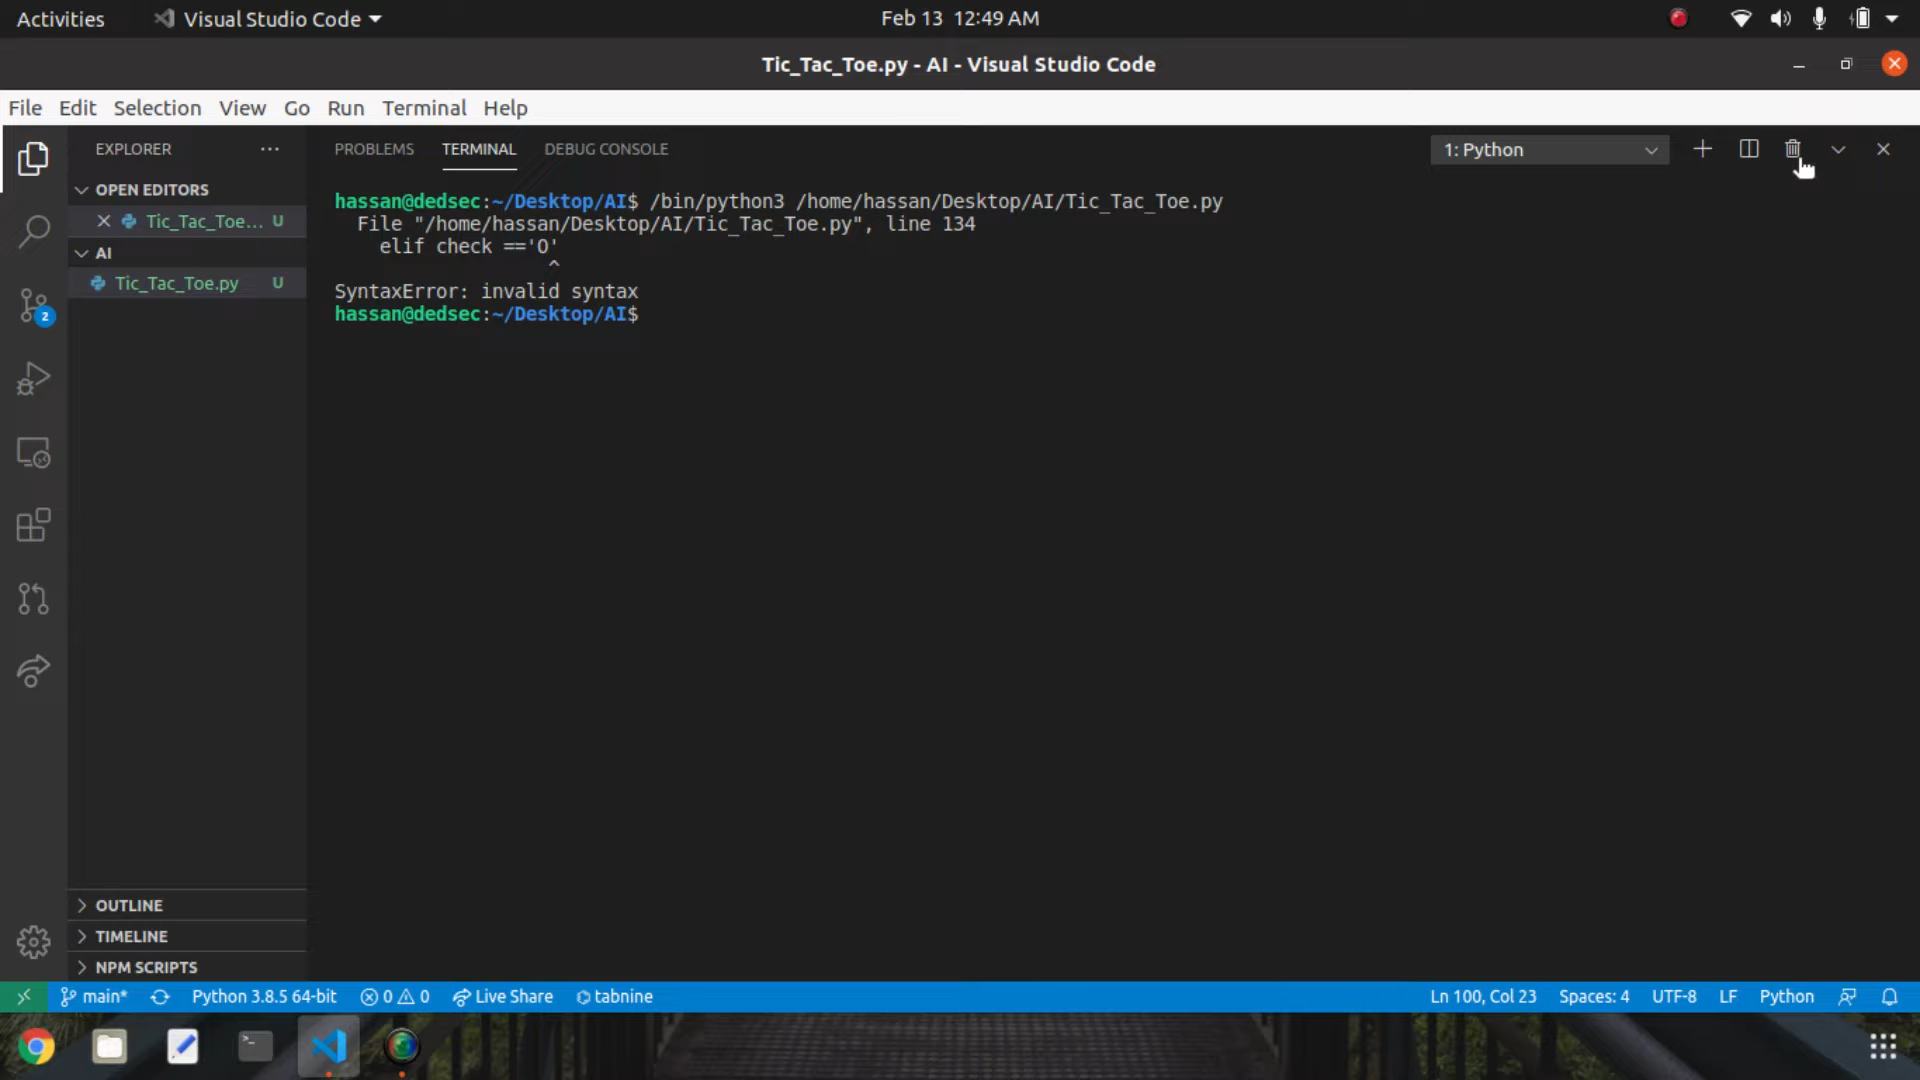 Activities Visual Studio Code Feb 13 12:49 AM
Tic_Tac_Toe.py - AI - Visual Studio Code
File Edit Selection View Go Run Terminal Help
EXPLORER ... PROBLEMS TERMINAL DEBUG CONSOLE 1: Python
OPEN EDITORS
Tic_Tac_Toe... U
AI
Tic_Tac_Toe.py U
2
hassan@dedsec:~/Desktop/AI$ /bin/python3 /home/hassan/Desktop/AI/Tic_Tac_Toe.py
File "/home/hassan/Desktop/AI/Tic_Tac_Toe.py", line 134
elif check =='O'
^
SyntaxError: invalid syntax
hassan@dedsec:~/Desktop/AI$
OUTLINE
TIMELINE
NPM SCRIPTS
main* Python 3.8.5 64-bit 0 0 Live Share tabnine Ln 100, Col 23 Spaces: 4 UTF-8 LF Python